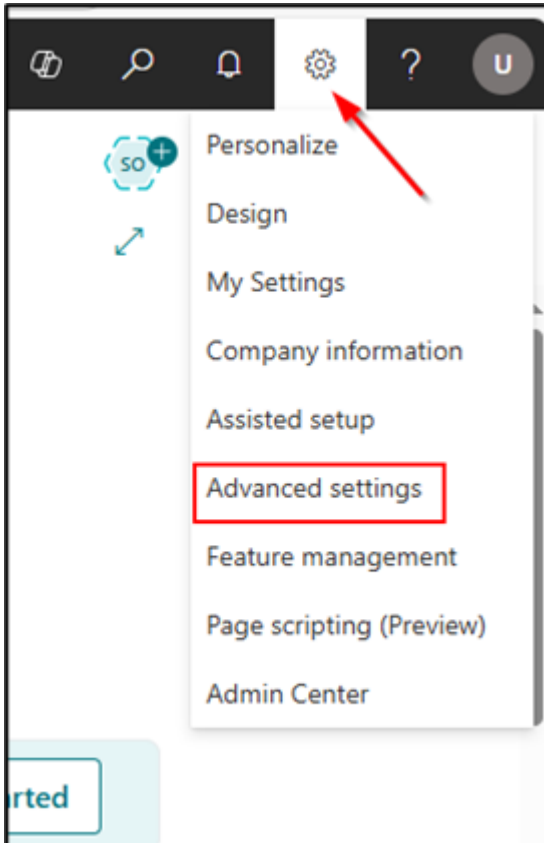 ?
U
SO
Personalize
Design
My Settings
Company information
Assisted setup
Advanced settings
Feature management
Page scripting (Preview)
Admin Center
rted